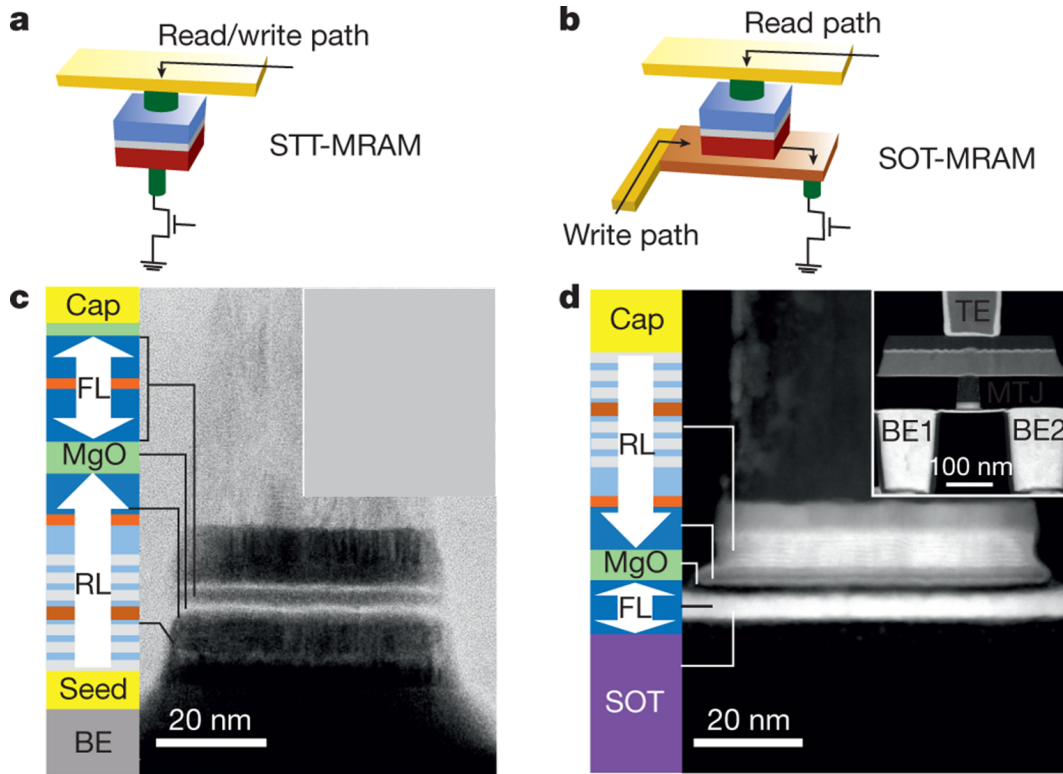 a
Read/write path
STT-MRAM
b
Read path
SOT-MRAM
Write path
c
Cap
FL
MgO
RL
Seed
BE
20 nm
d
Cap
RL
MgO
FL
SOT
20 nm
TE
MTJ
BE1
BE2
100 nm